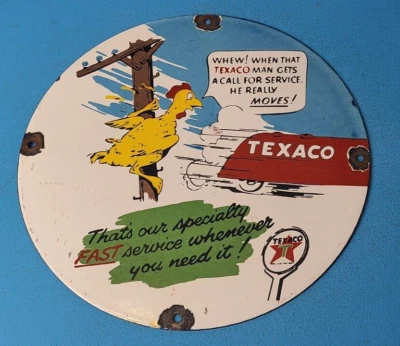 WHEW! WHEN THAT
TEXACO MAN GETS
A CALL FOR SERVICE.
HE REALLY
MOVES!
TEXACO
That's our specialty
FAST service whenever
you need it!
TEXACO
T